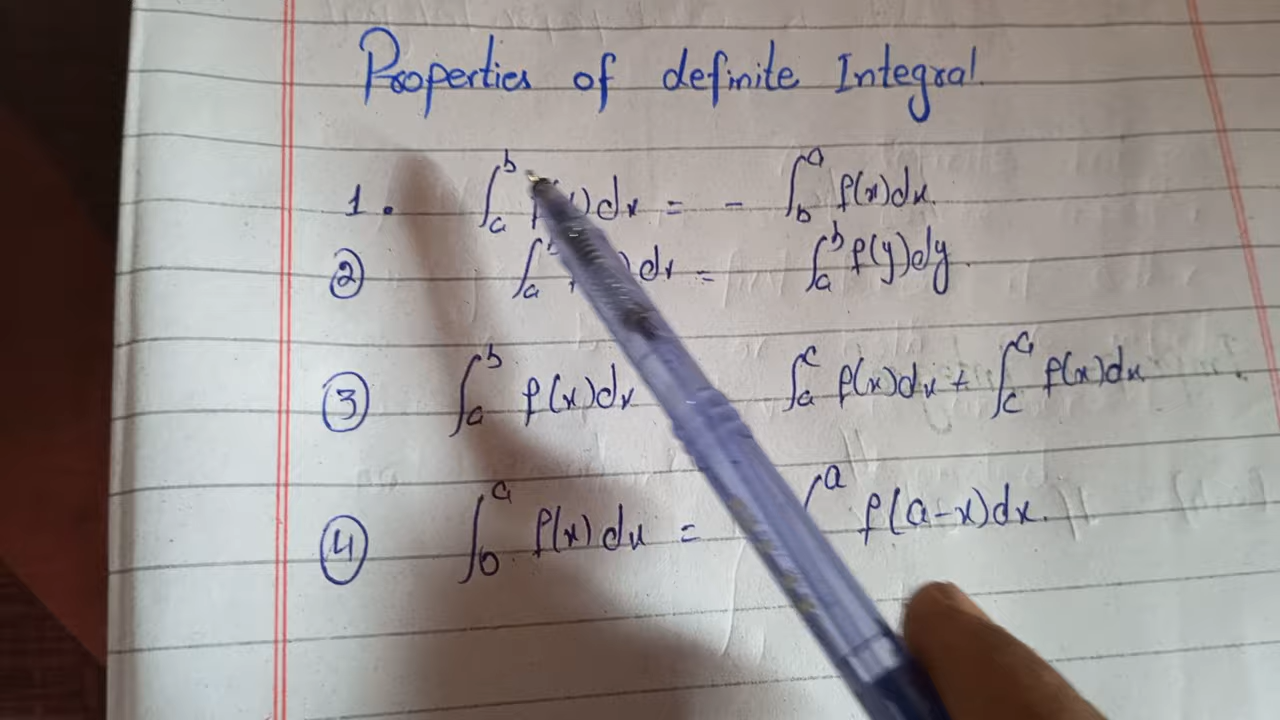 Properties of definite Integral.
1. ∫_a^b f(x)dx = - ∫_b^a f(x)dx.
② ∫_a^b )dx = ∫_a^b f(y)dy.
③ ∫_a^b f(x)dx ∫_a^c f(x)dx + ∫_c^a f(x)dx
④ ∫_0^a f(x)dx = ∫^a f(a-x)dx.